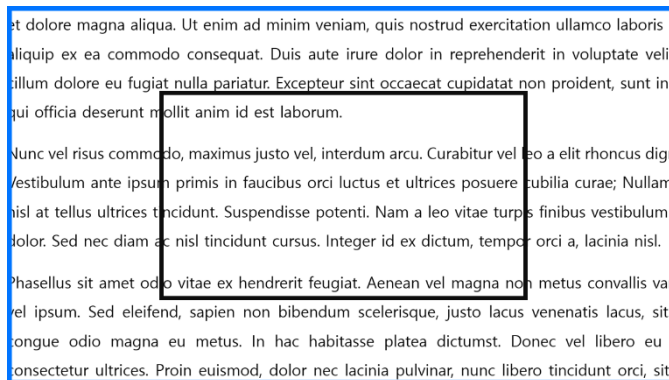 et dolore magna aliqua. Ut enim ad minim veniam, quis nostrud exercitation ullamco laboris
aliquip ex ea commodo consequat. Duis aute irure dolor in reprehenderit in voluptate veli
cillum dolore eu fugiat nulla pariatur. Excepteur sint occaecat cupidatat non proident, sunt in
qui officia deserunt mollit anim id est laborum.
Nunc vel risus commodo, maximus justo vel, interdum arcu. Curabitur vel leo a elit rhoncus dig
Vestibulum ante ipsum primis in faucibus orci luctus et ultrices posuere cubilia curae; Nullam
nisl at tellus ultrices tincidunt. Suspendisse potenti. Nam a leo vitae turpis finibus vestibulum
dolor. Sed nec diam ac nisl tincidunt cursus. Integer id ex dictum, tempor orci a, lacinia nisl.
Phasellus sit amet odio vitae ex hendrerit feugiat. Aenean vel magna non metus convallis va
vel ipsum. Sed eleifend, sapien non bibendum scelerisque, justo lacus venenatis lacus, sit
congue odio magna eu metus. In hac habitasse platea dictumst. Donec vel libero eu
consectetur ultrices. Proin euismod, dolor nec lacinia pulvinar, nunc libero tincidunt orci, sit